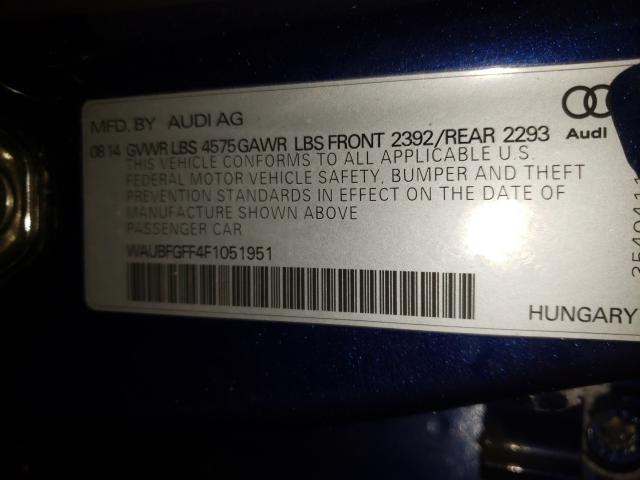 MFD. BY AUDI AG
08.14 GVWR LBS 4575 GAWR LBS FRONT 2392/REAR 2293
THIS VEHICLE CONFORMS TO ALL APPLICABLE U.S.
FEDERAL MOTOR VEHICLE SAFETY, BUMPER AND THEFT
PREVENTION STANDARDS IN EFFECT ON THE DATE OF
MANUFACTURE SHOWN ABOVE
PASSENGER CAR
WAUBFGFF4F1051951
Audi
HUNGARY